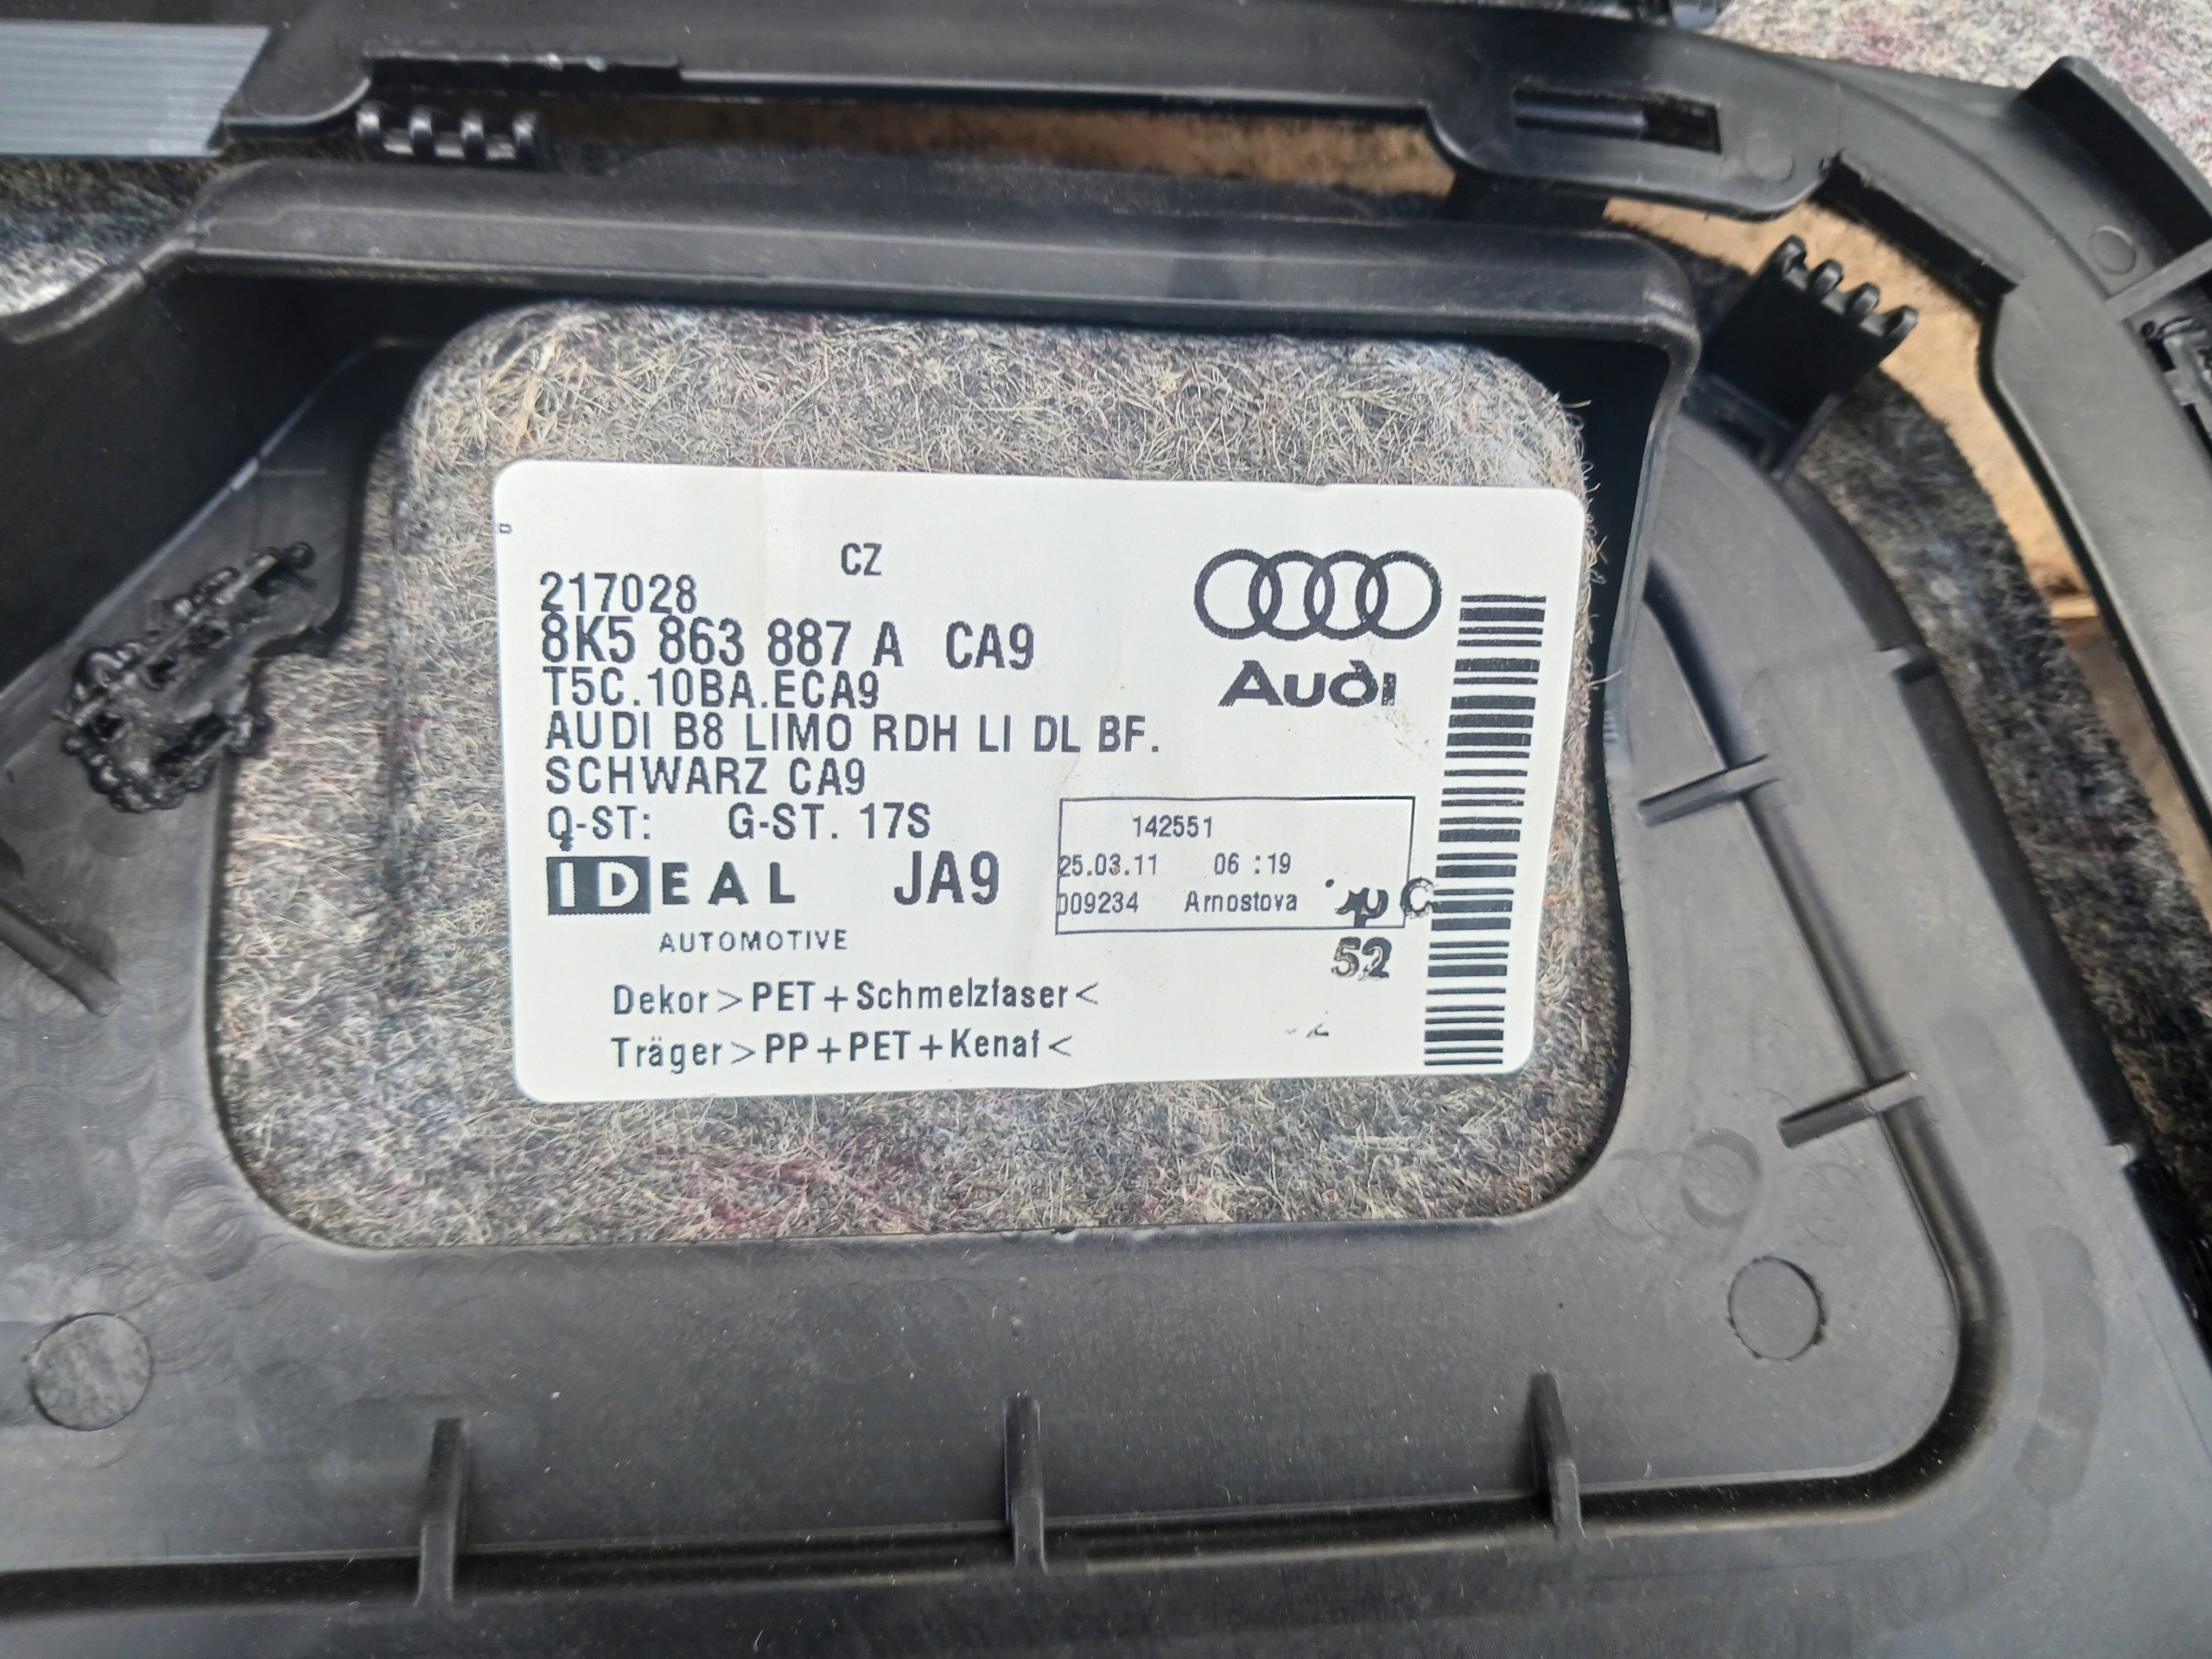 CZ
217028
8K5 863 887 A CA9
T5C.10BA.ECA9
AUDI B8 LIMO RDH LI DL BF.
SCHWARZ CA9
Q-ST: G-ST. 17S
IDEAL JA9
AUTOMOTIVE
Audi
142551
25.03.11 06 :19
009234 Arnostova
52
Dekor>PET+Schmelzfaser<
Träger>PP+PET+Kenaf<